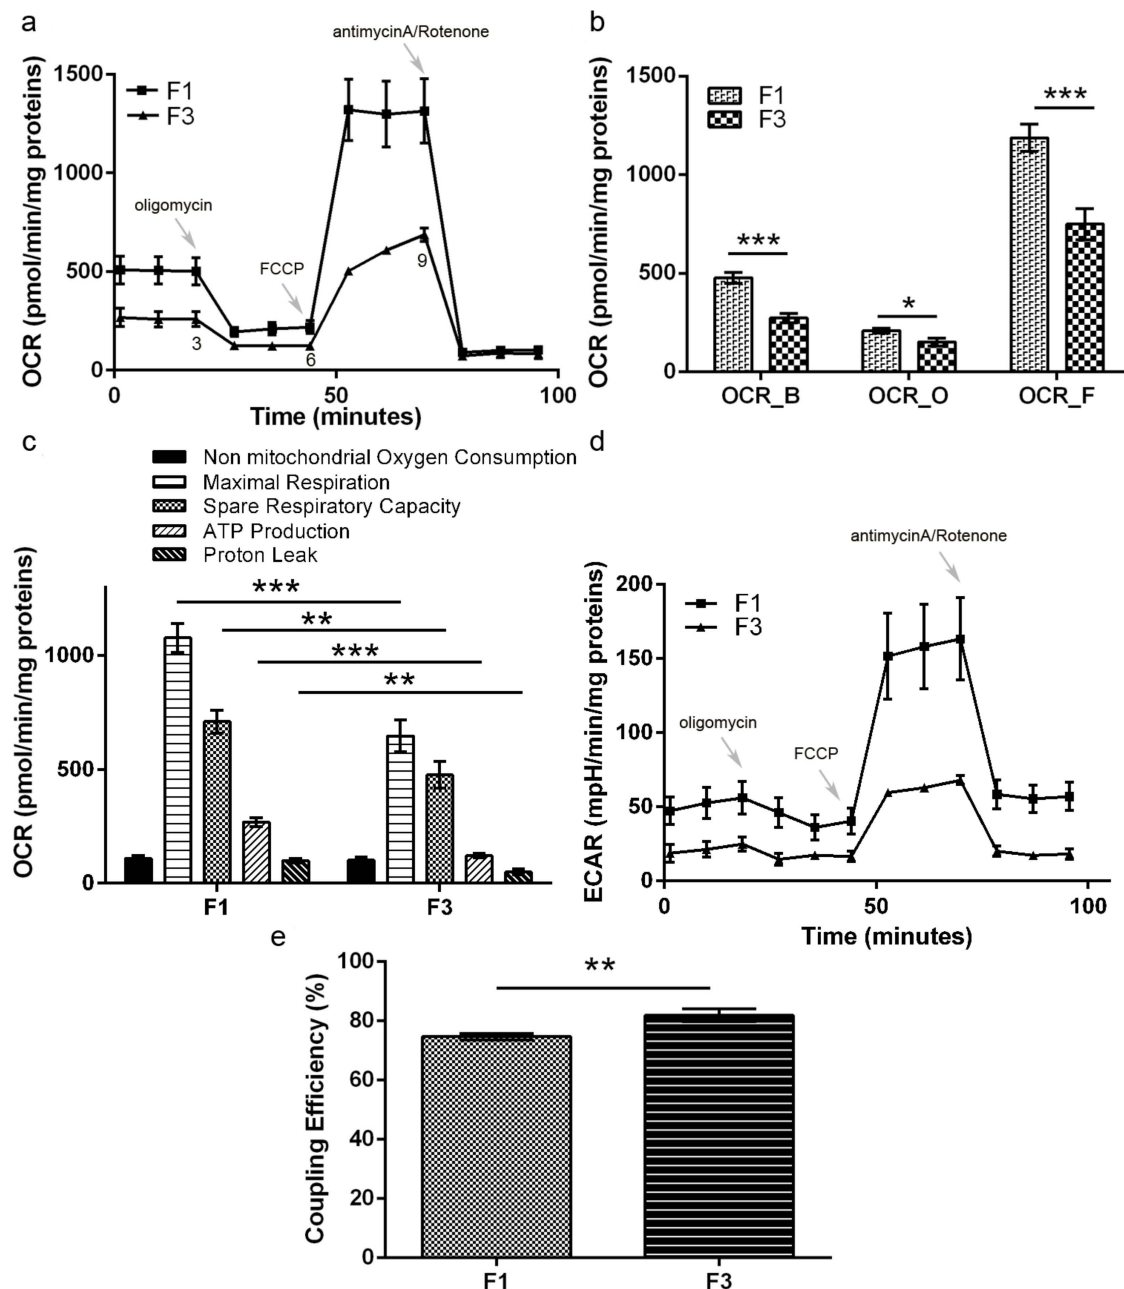 a
antimycinA/Rotenone
OCR (pmol/min/mg proteins)
1500
1000
500
0
F1
F3
oligomycin
FCCP
3
6
9
0
50
100
Time (minutes)
b
OCR (pmol/min/mg proteins)
1500
1000
500
0
F1
F3
***
*
***
OCR_B
OCR_O
OCR_F
c
Non mitochondrial Oxygen Consumption
Maximal Respiration
Spare Respiratory Capacity
ATP Production
Proton Leak
OCR (pmol/min/mg proteins)
1000
500
0
***
**
***
**
F1
F3
d
antimycinA/Rotenone
ECAR (mpH/min/mg proteins)
200
150
100
50
0
F1
F3
oligomycin
FCCP
0
50
100
Time (minutes)
e
Coupling Efficiency (%)
100
80
60
40
20
0
**
F1
F3